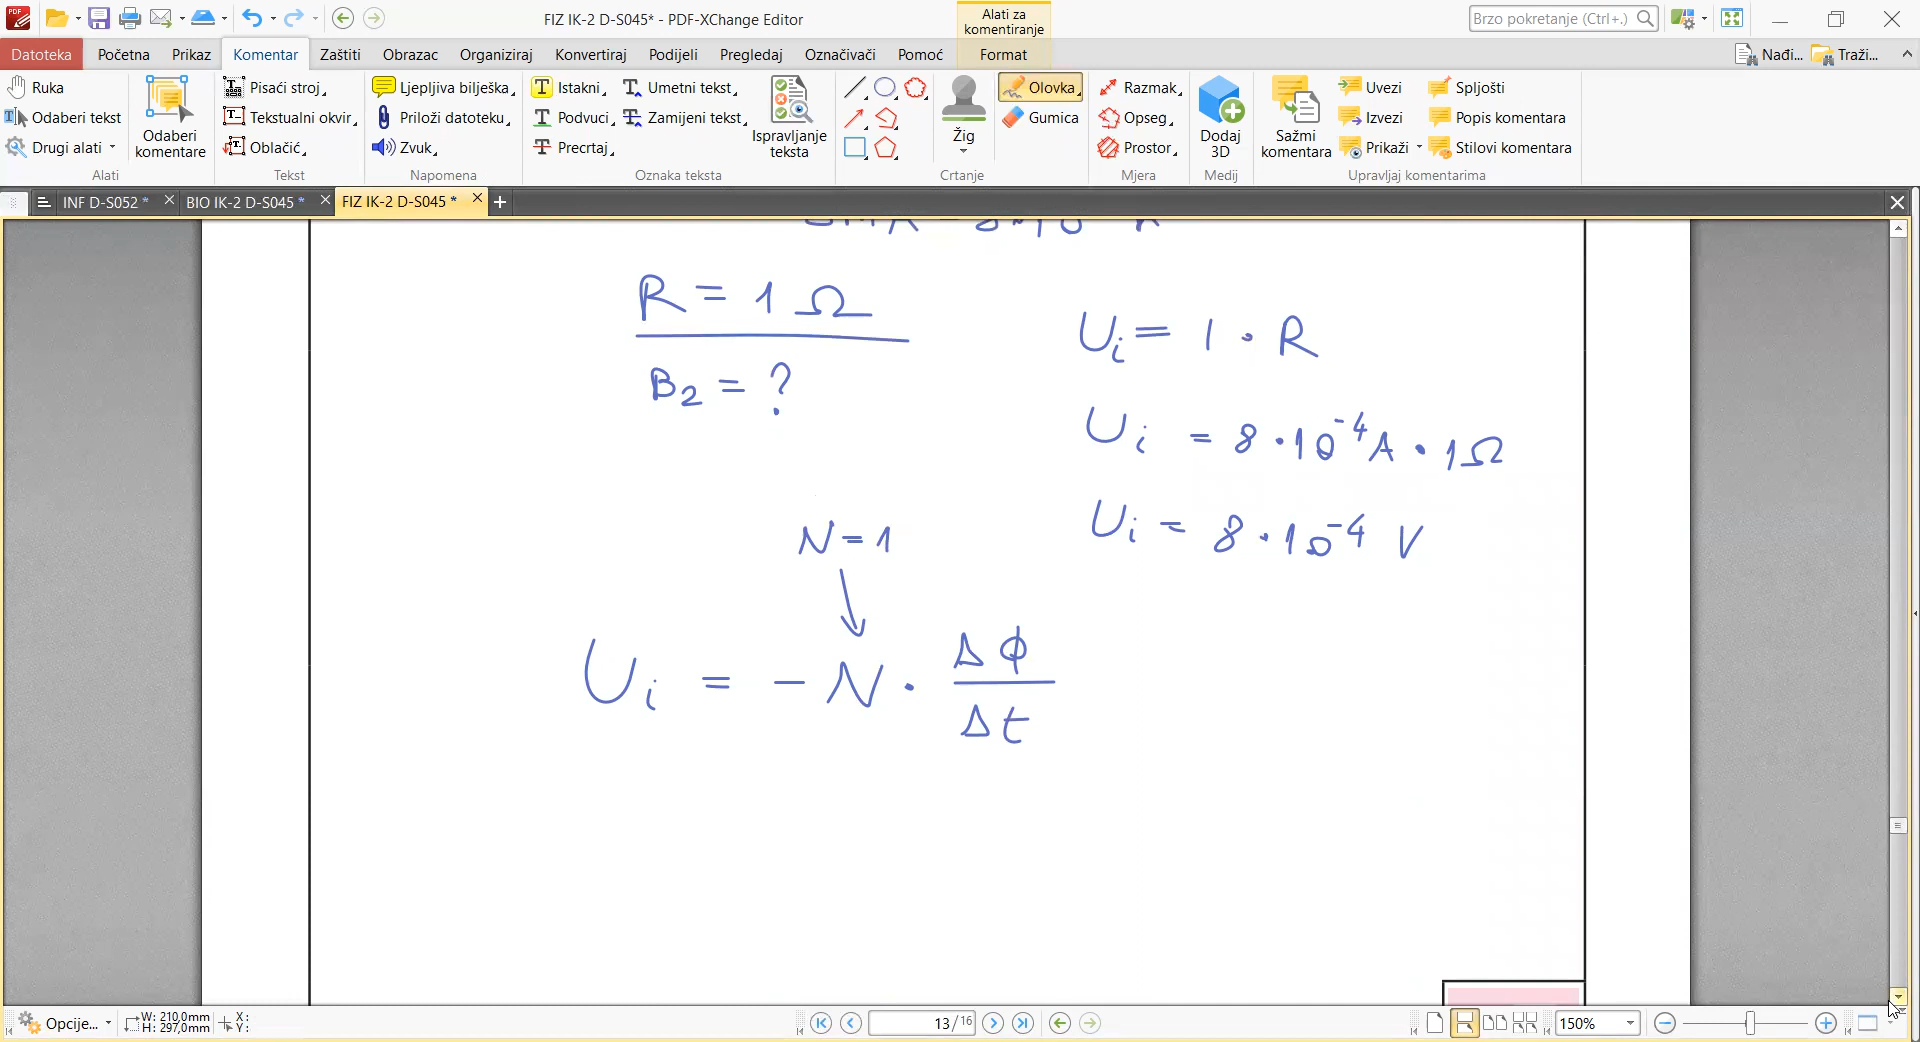 FIZ IK-2 D-S045* - PDF-XChange Editor
Alati za komentiranje
Brzo pokretanje (Ctrl+.)
Datoteka Početna Prikaz Komentar Zaštiti Obrazac Organiziraj Konvertiraj Podijeli Pregledaj Označivači Pomoć Format Nađi... Traži...
Ruka
Odaberi tekst
Drugi alati
Odaberi komentare
Alati
Pisaći stroj
Tekstualni okvir
Oblačić
Tekst
Ljepljiva bilješka
Priloži datoteku
Zvuk
Napomena
Istakni
Podvuci
Precrtaj
Umetni tekst
Zamijeni tekst
Ispravljanje teksta
Oznaka teksta
Žig
Olovka
Gumica
Crtanje
Razmak
Opseg
Prostor
Mjera
Dodaj 3D
Medij
Sažmi komentara
Uvezi
Izvezi
Prikaži
Spljošti
Popis komentara
Stilovi komentara
Upravljaj komentarima
INF D-S052 * BIO IK-2 D-S045 * FIZ IK-2 D-S045 *
R = 1 Ω
B₂ = ?
Uᵢ = I · R
Uᵢ = 8 · 10⁻⁴ A · 1Ω
Uᵢ = 8 · 10⁻⁴ V
N = 1
Uᵢ = - N · ΔΦ / Δt
Opcije...
W: 210,0mm
H: 297,0mm
X:
Y:
13 / 16
150%